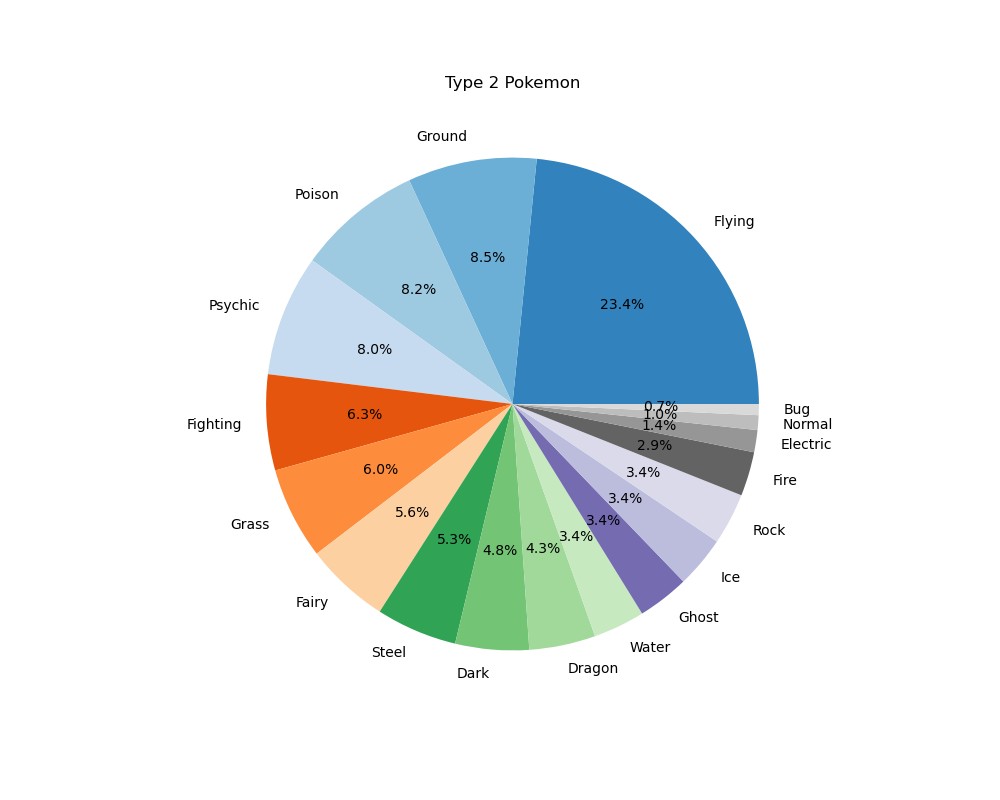 Type 2 Pokemon
Flying
23.4%
Ground
8.5%
Poison
8.2%
Psychic
8.0%
Fighting
6.3%
Grass
6.0%
Fairy
5.6%
Steel
5.3%
Dark
4.8%
Dragon
4.3%
Water
3.4%
Ghost
3.4%
Ice
3.4%
Rock
3.4%
Fire
2.9%
Electric
1.4%
Normal
1.0%
Bug
0.7%